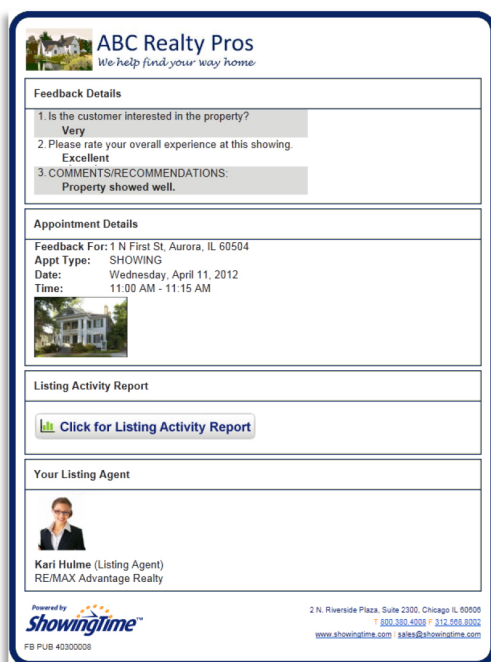 ABC Realty Pros
We help find your way home
Feedback Details
1. Is the customer interested in the property?
Very
2. Please rate your overall experience at this showing.
Excellent
3. COMMENTS/RECOMMENDATIONS:
Property showed well.
Appointment Details
Feedback For: 1 N First St, Aurora, IL 60504
Appt Type: SHOWING
Date: Wednesday, April 11, 2012
Time: 11:00 AM - 11:15 AM
Listing Activity Report
Click for Listing Activity Report
Your Listing Agent
Kari Hulme (Listing Agent)
RE/MAX Advantage Realty
Powered by
ShowingTime™
FB PUB 40300008
2 N. Riverside Plaza, Suite 2300, Chicago IL 60606
T 800.380.4008 F 312.568.8002
www.showingtime.com | sales@showingtime.com